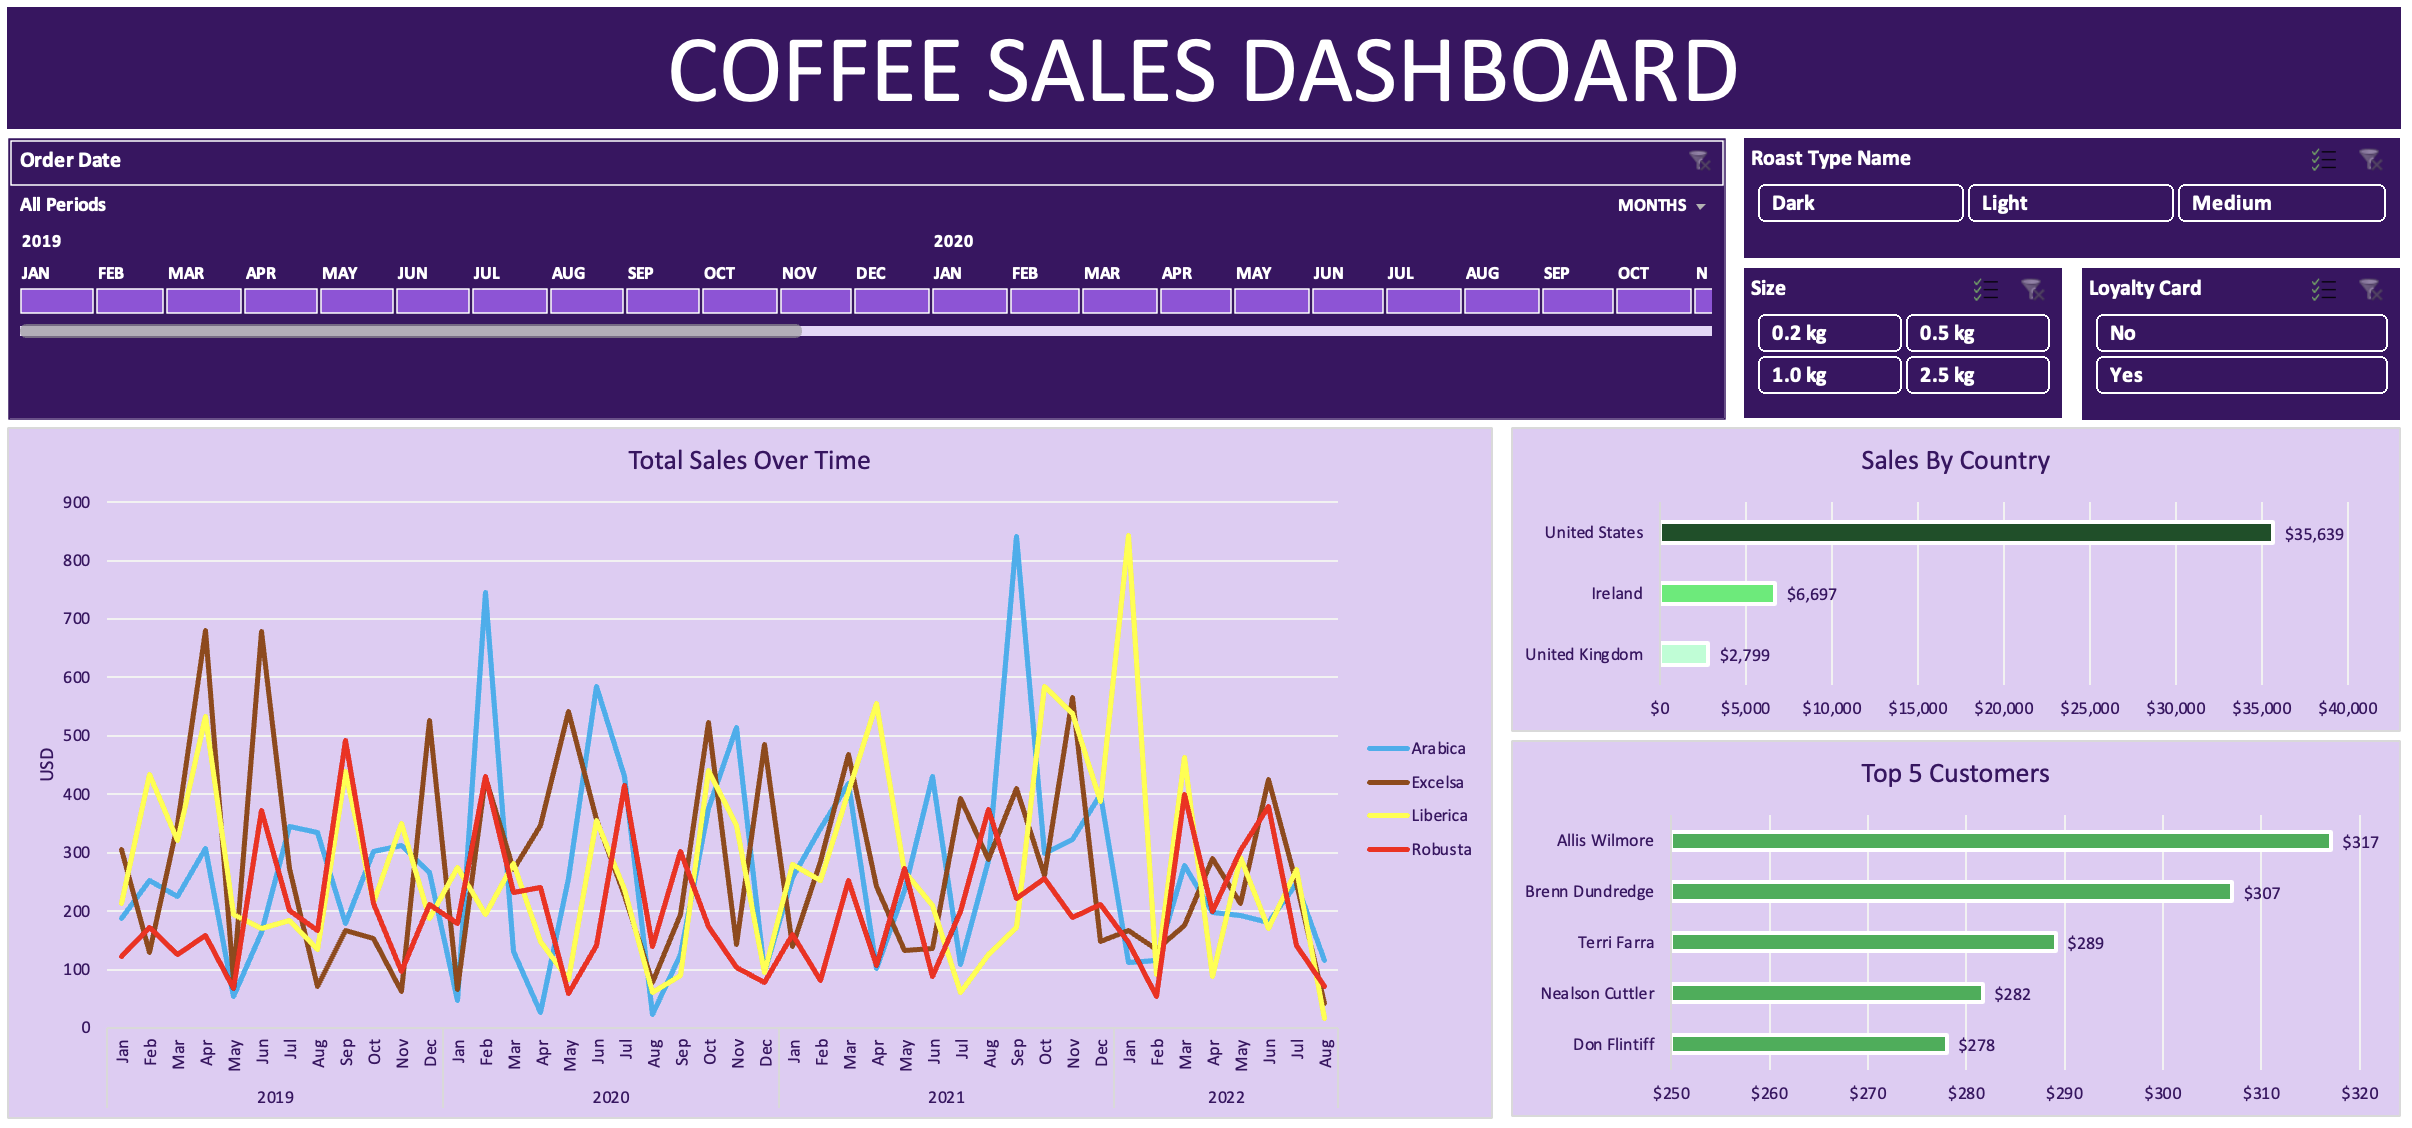 COFFEE SALES DASHBOARD
Order Date
All Periods
MONTHS
2019 2020
JAN FEB MAR APR MAY JUN JUL AUG SEP OCT NOV DEC JAN FEB MAR APR MAY JUN JUL AUG SEP OCT N
Roast Type Name
Dark Light Medium
Size
0.2 kg 0.5 kg
1.0 kg 2.5 kg
Loyalty Card
No
Yes
Total Sales Over Time
900
800
700
600
500
400
300
200
100
0
USD
Jan Feb Mar Apr May Jun Jul Aug Sep Oct Nov Dec Jan Feb Mar Apr May Jun Jul Aug Sep Oct Nov Dec Jan Feb Mar Apr May Jun Jul Aug Sep Oct Nov Dec Jan Feb Mar Apr May Jun Jul Aug
2019 2020 2021 2022
Arabica
Excelsa
Liberica
Robusta
Sales By Country
United States $35,639
Ireland $6,697
United Kingdom $2,799
$0 $5,000 $10,000 $15,000 $20,000 $25,000 $30,000 $35,000 $40,000
Top 5 Customers
Allis Wilmore $317
Brenn Dundredge $307
Terri Farra $289
Nealson Cuttler $282
Don Flintiff $278
$250 $260 $270 $280 $290 $300 $310 $320